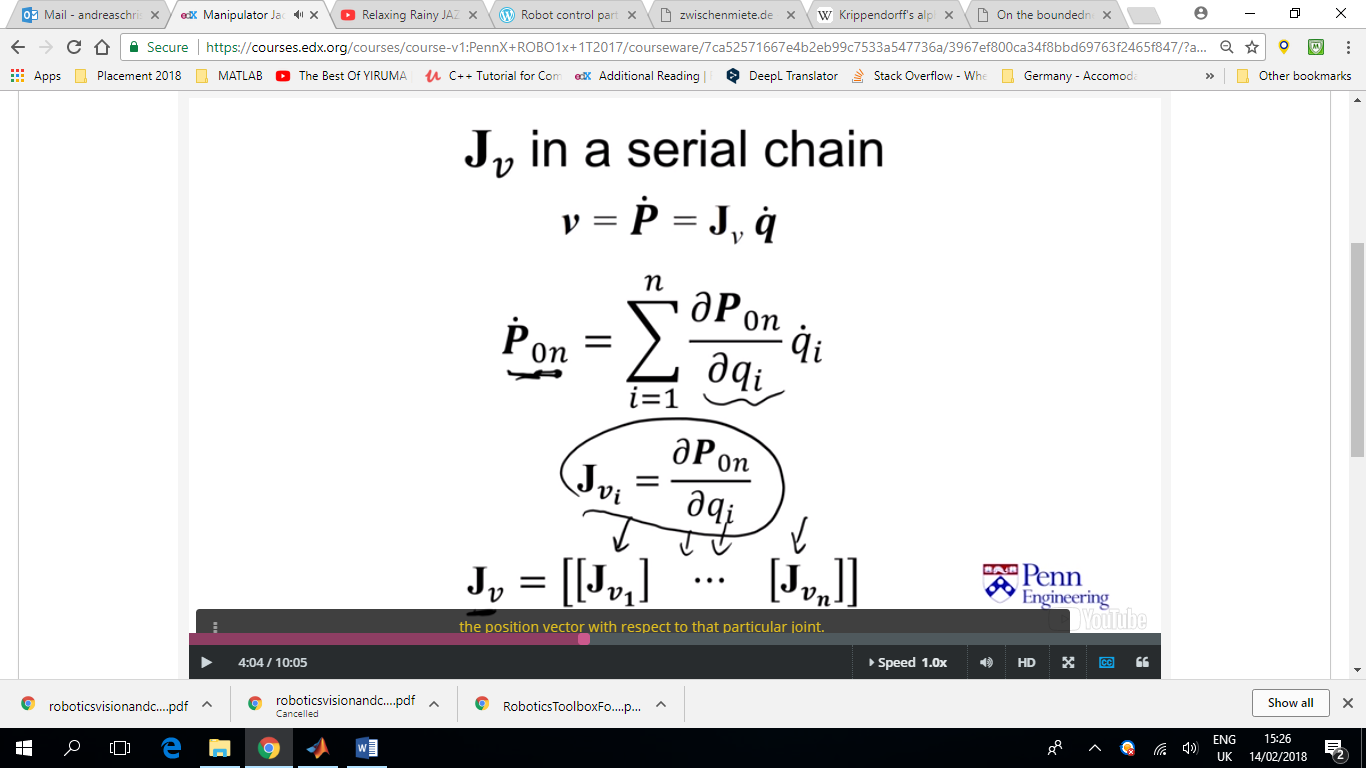 Mail - andreaschri
Manipulator Jac
Relaxing Rainy JAZ
Robot control part
zwischenmiete.de
Krippendorff's alp
On the boundedne
Secure https://courses.edx.org/courses/course-v1:PennX+ROBO1x+1T2017/courseware/7ca52571667e4b2eb99c7533a547736a/3967ef800ca34f8bbd69763f2465f847/?a...
Apps Placement 2018 MATLAB The Best Of YIRUMA C++ Tutorial for Com Additional Reading | DeepL Translator Stack Overflow - Whe Germany - Accomoda » Other bookmarks
J_v in a serial chain
v = Ṗ = J_v q̇
Ṗ_0n = ∑_{i=1}^{n} ∂P_0n/∂q_i q̇_i
J_{v_i} = ∂P_0n/∂q_i
J_v = [[J_{v_1}] ⋯ [J_{v_n}]]
Penn
Engineering
YouTube
the position vector with respect to that particular joint.
4:04 / 10:05
Speed 1.0x
HD
CC
roboticsvisionandc....pdf
roboticsvisionandc....pdf
Cancelled
RoboticsToolboxFo....p...
Show all
ENG
UK
15:26
14/02/2018
2